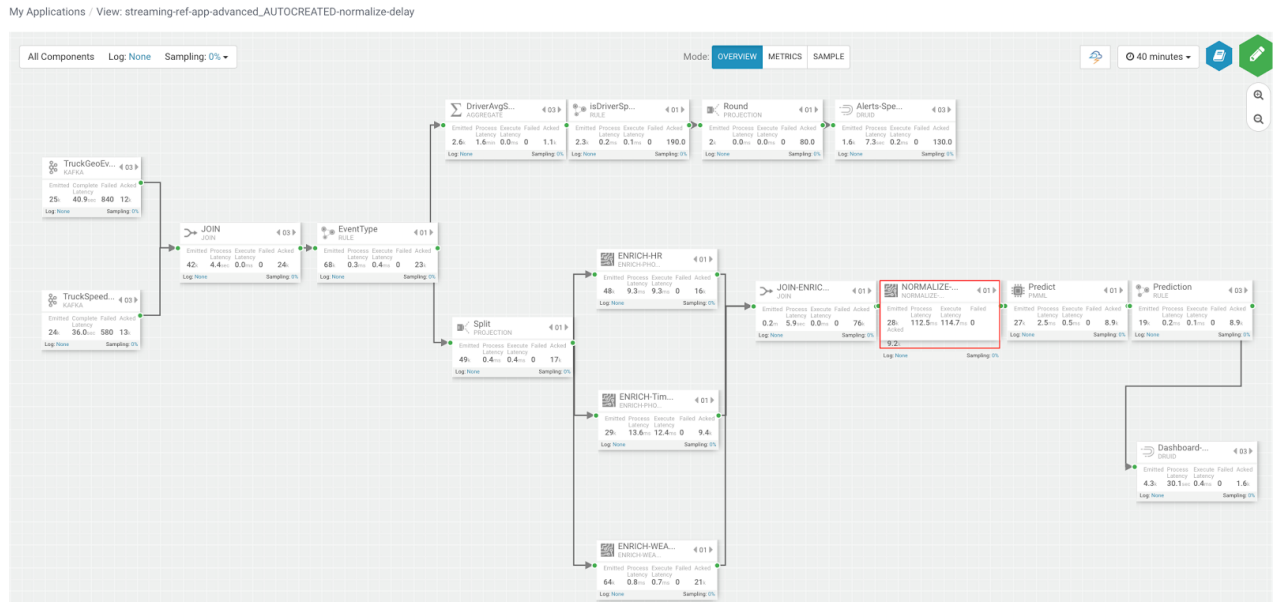 My Applications / View: streaming-ref-app-advanced_AUTOCREATED-normalize-delay
All Components Log: None Sampling: 0%
Mode: OVERVIEW METRICS SAMPLE
40 minutes
TruckGeoEv... 03
KAFKA
Emitted Complete Latency Failed Acked
25k 40.9sec 840 12k
Log: None Sampling: 0%
TruckSpeed... 03
KAFKA
Emitted Complete Latency Failed Acked
24k 36.0sec 580 13k
Log: None Sampling: 0%
JOIN 03
JOIN
Emitted Process Latency Execute Latency Failed Acked
42k 4.4sec 0.0ms 0 24k
Log: None Sampling: 0%
EventType 01
RULE
Emitted Process Latency Execute Latency Failed Acked
68k 0.3ms 0.4ms 0 23k
Log: None Sampling: 0%
DriverAvgS... 03
AGGREGATE
Emitted Process Latency Execute Latency Failed Acked
2.6k 1.6ms 0.0ms 0 1.1k
Log: None Sampling: 0%
isDriverSp... 01
RULE
Emitted Process Latency Execute Latency Failed Acked
2.3k 0.2ms 0.1ms 0 190.0
Log: None Sampling: 0%
Round 01
PROJECTION
Emitted Process Latency Execute Latency Failed Acked
2k 0.0ms 0.0ms 0 80.0
Log: None Sampling: 0%
Alerts-Spe... 03
DRUID
Emitted Process Latency Execute Latency Failed Acked
1.6k 7.3sec 0.2ms 0 130.0
Log: None Sampling: 0%
Split 01
PROJECTION
Emitted Process Latency Execute Latency Failed Acked
49k 0.4ms 0.4ms 0 17k
Log: None Sampling: 0%
ENRICH-HR 01
ENRICH-PHO...
Emitted Process Latency Execute Latency Failed Acked
48k 9.3ms 9.3ms 0 16k
Log: None Sampling: 0%
ENRICH-Tim... 01
ENRICH-PHO...
Emitted Process Latency Execute Latency Failed Acked
29k 13.6ms 12.4ms 0 9.4k
Log: None Sampling: 0%
ENRICH-WEA... 01
ENRICH-WEA...
Emitted Process Latency Execute Latency Failed Acked
64k 0.8ms 0.7ms 0 21k
Log: None Sampling: 0%
JOIN-ENRIC... 01
JOIN
Emitted Process Latency Execute Latency Failed Acked
0.2m 5.9sec 0.0ms 0 76k
Log: None Sampling: 0%
NORMALIZE-... 01
NORMALIZE-...
Emitted Process Latency Execute Latency Failed
28k 112.5ms 114.7ms 0
Acked
9.2k
Log: None Sampling: 0%
Predict 01
PMML
Emitted Process Latency Execute Latency Failed Acked
27k 2.5ms 0.5ms 0 8.9k
Log: None Sampling: 0%
Prediction 03
RULE
Emitted Process Latency Execute Latency Failed Acked
19k 0.2ms 0.1ms 0 8.9k
Log: None Sampling: 0%
Dashboard-... 03
DRUID
Emitted Process Latency Execute Latency Failed Acked
4.3k 30.1sec 0.4ms 0 1.6k
Log: None Sampling: 0%